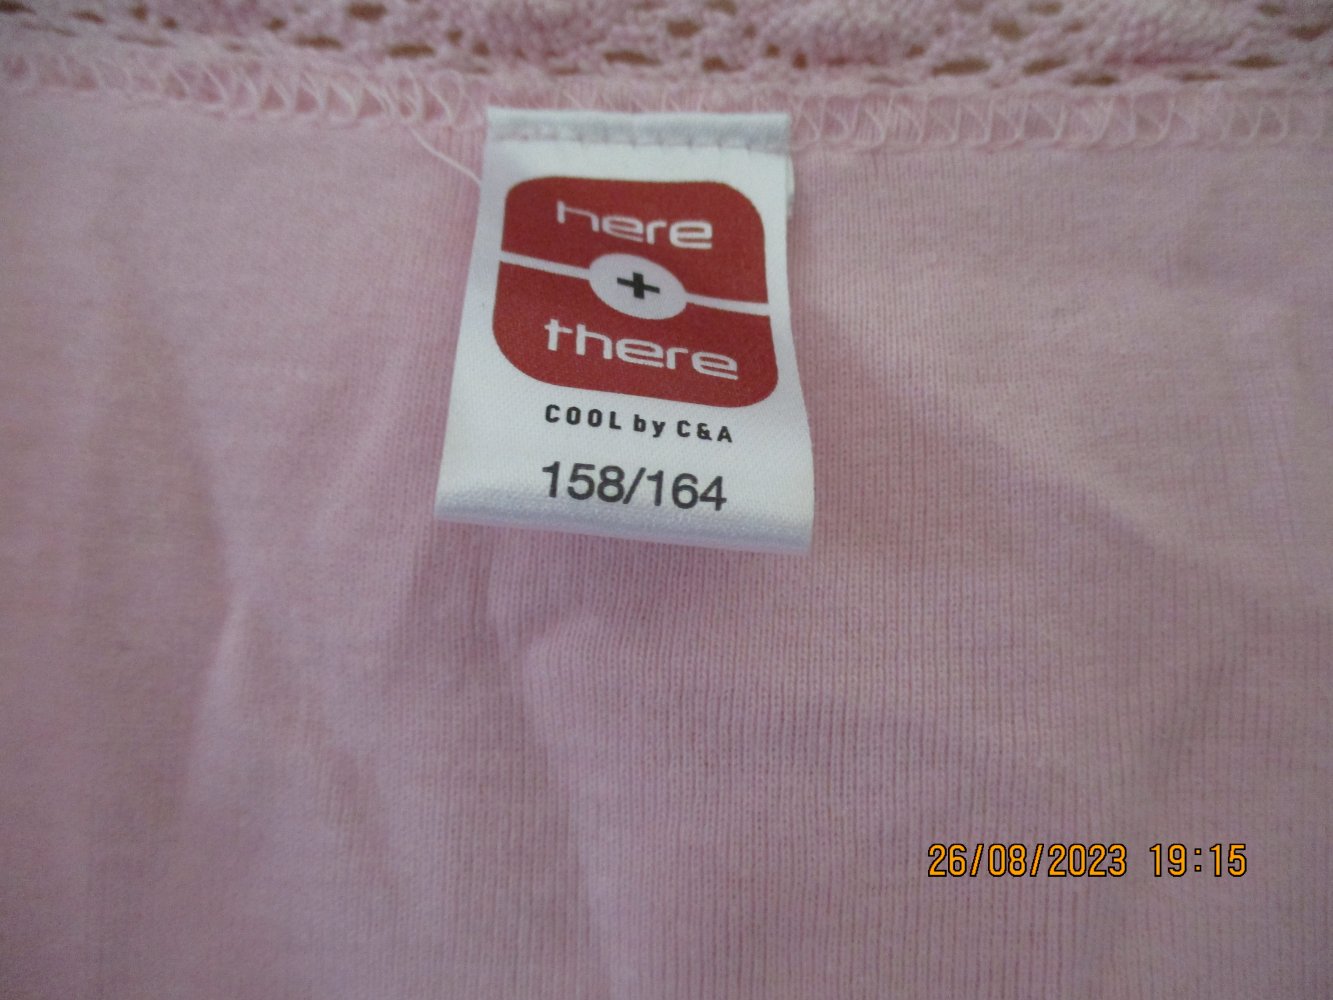 here
+
there
COOL by C&A
158/164
26/08/2023 19:15